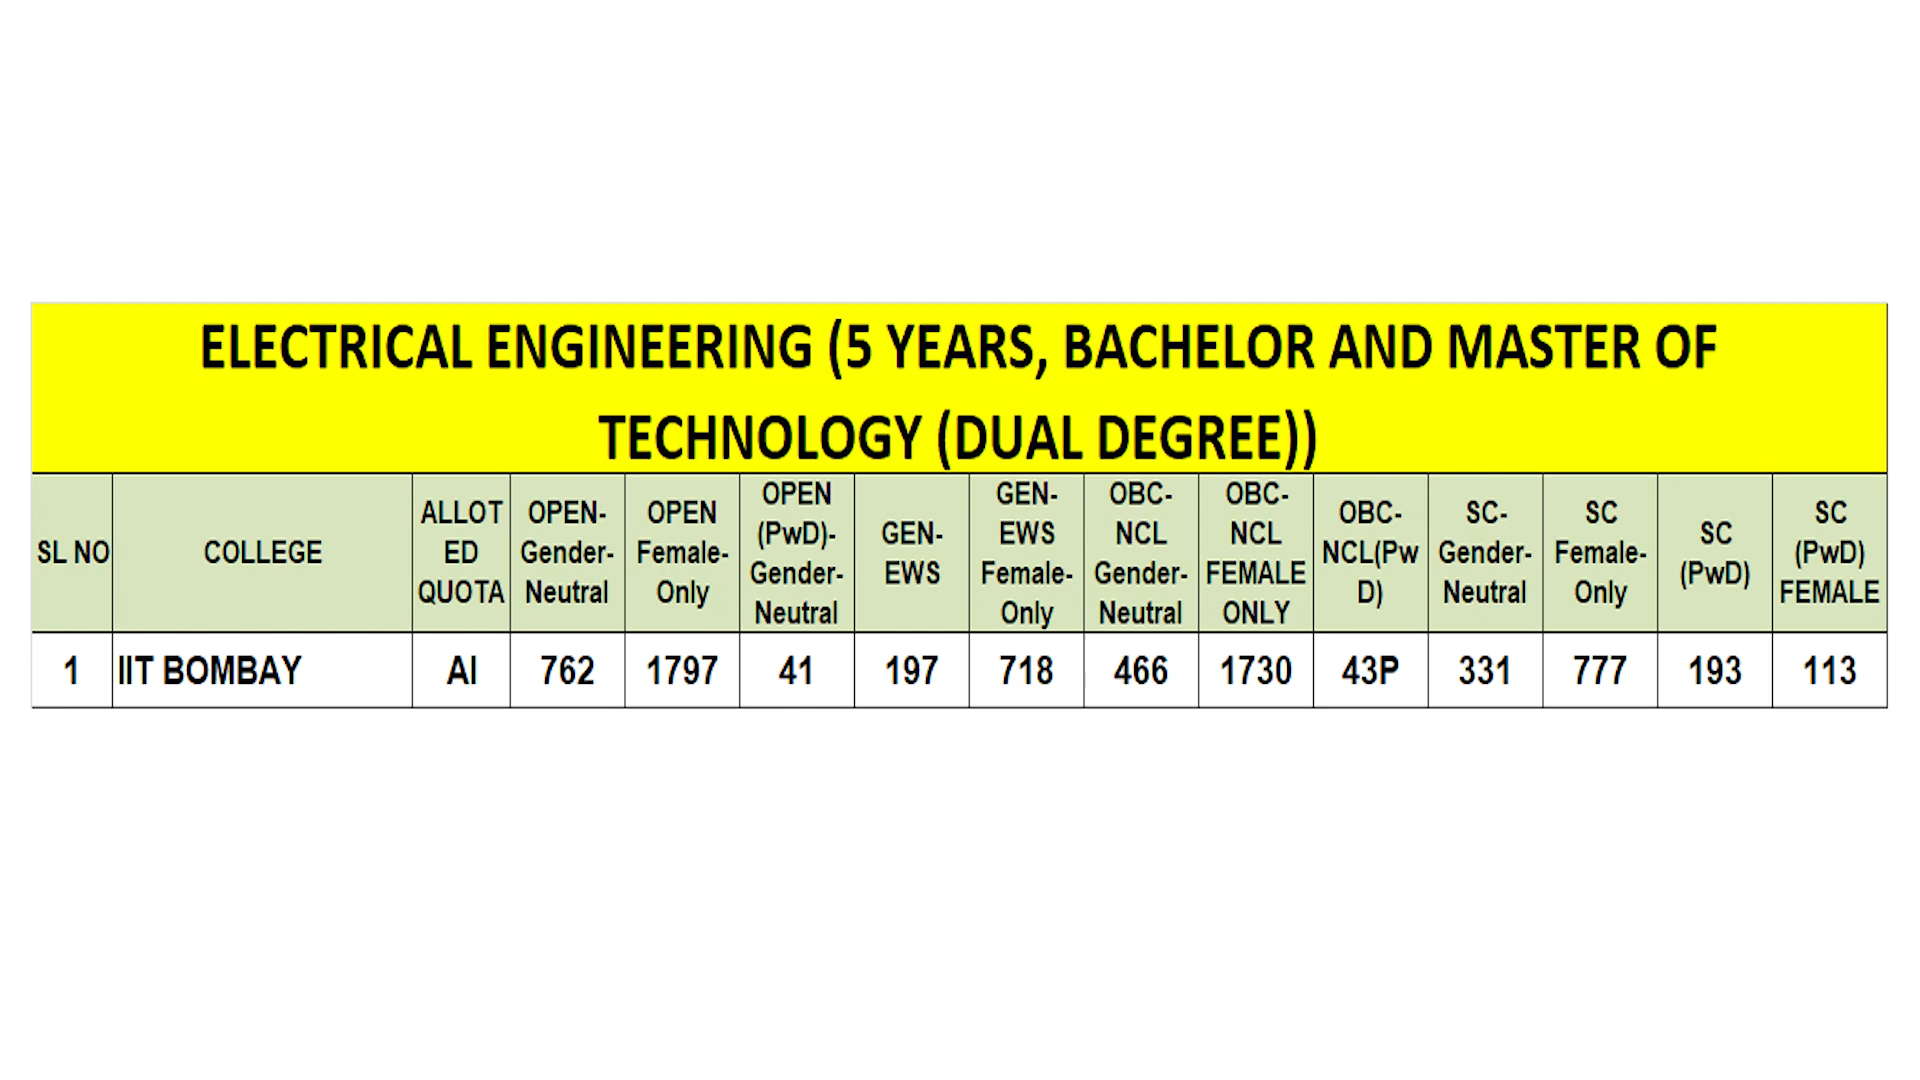 ELECTRICAL ENGINEERING (5 YEARS, BACHELOR AND MASTER OF
TECHNOLOGY (DUAL DEGREE))
SL NO
COLLEGE
ALLOT
ED
QUOTA
OPEN-
Gender-
Neutral
OPEN
Female-
Only
OPEN
(PwD)-
Gender-
Neutral
GEN-
EWS
GEN-
EWS
Female-
Only
OBC-
NCL
Gender-
Neutral
OBC-
NCL
FEMALE
ONLY
OBC-
NCL(Pw
D)
SC-
Gender-
Neutral
SC
Female-
Only
SC
(PwD)
SC
(PwD)
FEMALE
1 IIT BOMBAY AI 762 1797 41 197 718 466 1730 43P 331 777 193 113